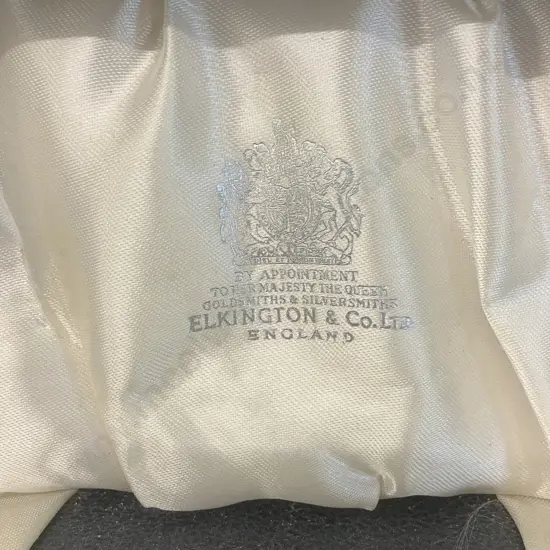 BY APPOINTMENT
TO HER MAJESTY THE QUEEN
GOLDSMITHS & SILVERSMITHS
ELKINGTON & CO. LTD
ENGLAND